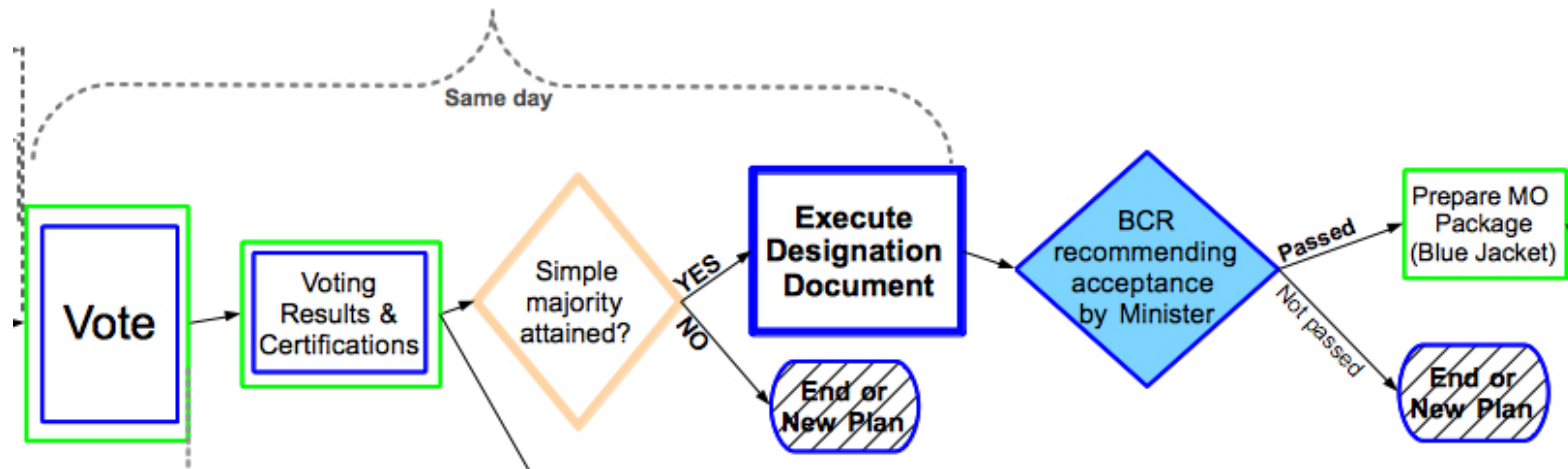 Same day
Vote
Voting
Results &
Certifications
Simple
majority
attained?
YES
NO
Execute
Designation
Document
End or
New Plan
BCR
recommending
acceptance
by Minister
Passed
Not passed
Prepare MO
Package
(Blue Jacket)
End or
New Plan